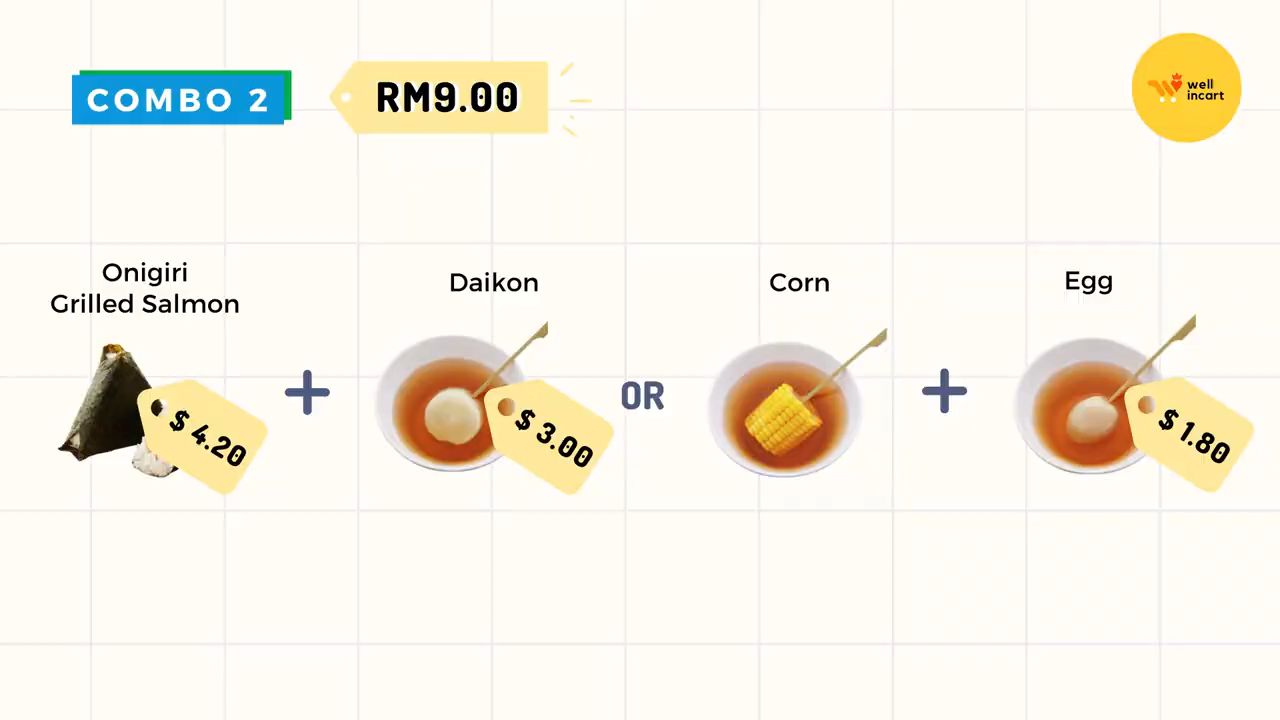 COMBO 2
RM9.00
well
incart
Onigiri
Grilled Salmon
Daikon
Corn
Egg
$ 4.20
+
$ 3.00
OR
+
$ 1.80